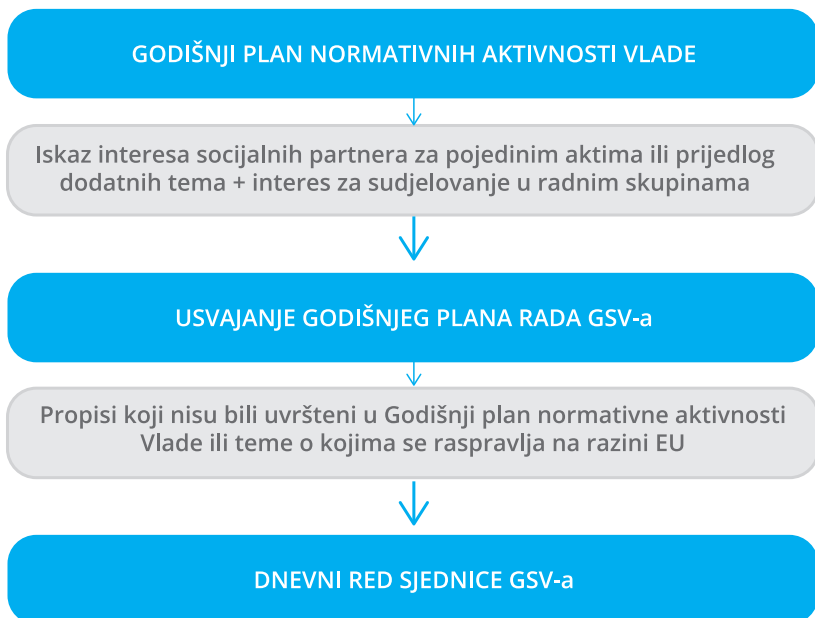 GODIŠNJI PLAN NORMATIVNIH AKTIVNOSTI VLADE
Iskaz interesa socijalnih partnera za pojedinim aktima ili prijedlog
dodatnih tema + interes za sudjelovanje u radnim skupinama
USVAJANJE GODIŠNJEG PLANA RADA GSV-a
Propisi koji nisu bili uvršteni u Godišnji plan normativne aktivnosti
Vlade ili teme o kojima se raspravlja na razini EU
DNEVNI RED SJEDNICE GSV-a